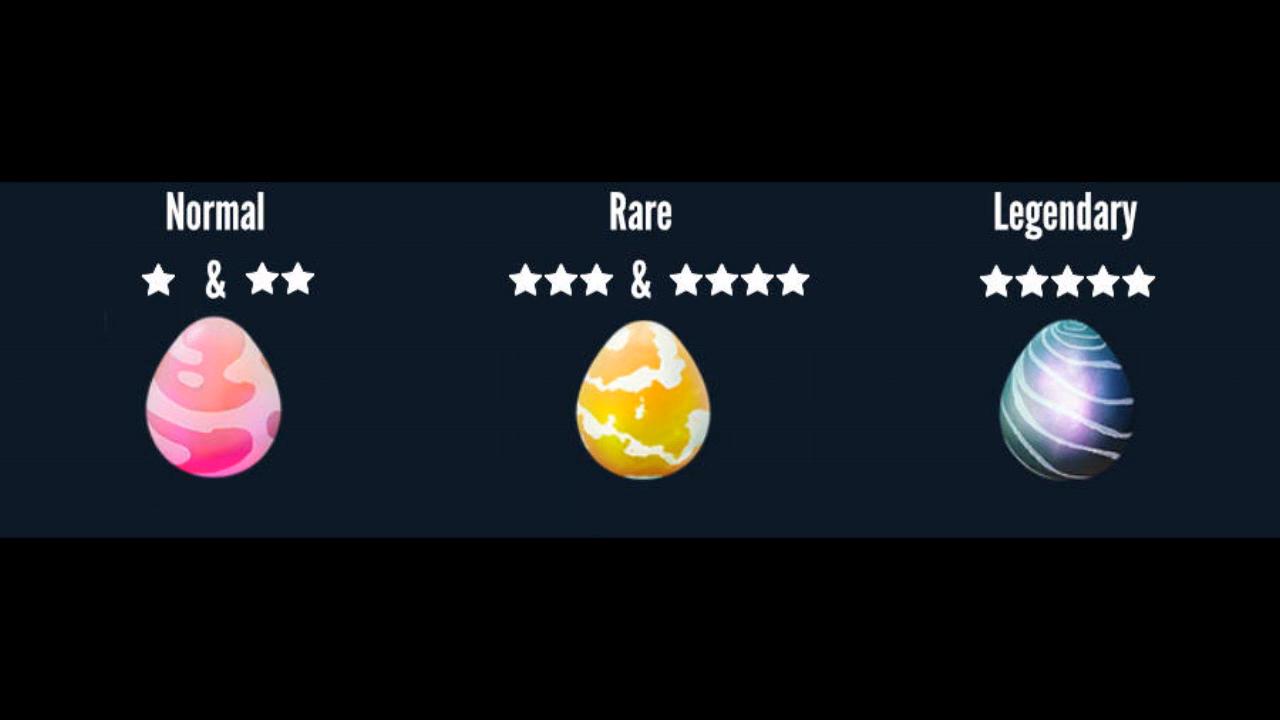 Normal
Rare
Legendary
★ & ★★
★★★ & ★★★★
★★★★★